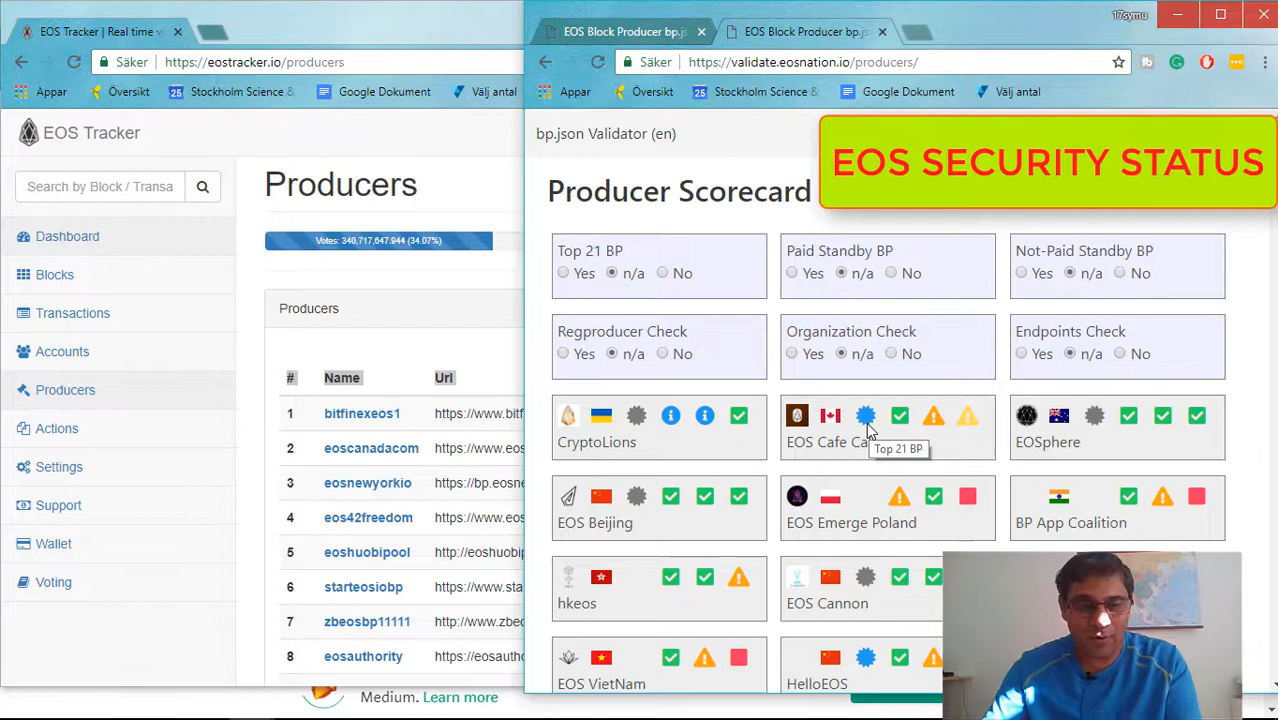 17symu
EOS Tracker | Real time v
EOS Block Producer bp.js
EOS Block Producer bp.js
Säker
https://eostracker.io/producers
Säker
https://validate.eosnation.io/producers/
Appar
Översikt
25 Stockholm Science &
Google Dokument
Välj antal
Appar
Översikt
25 Stockholm Science &
Google Dokument
Välj antal
EOS Tracker
Search by Block / Transa
Dashboard
Blocks
Transactions
Accounts
Producers
Actions
Settings
Support
Wallet
Voting
Producers
Votes: 340,717,647.944 (34.07%)
Producers
# Name Url
1 bitfinexeos1 https://www.bitf
2 eoscanadacom https://www.eos
3 eosnewyorkio https://bp.eosne
4 eos42freedom https://www.eos
5 eoshuobipool http://eoshuobi
6 starteosiobp https://www.sta
7 zbeosbp11111 https://www.zbe
8 eosauthority https://eosautho
Medium. Learn more
bp.json Validator (en)
EOS SECURITY STATUS
Producer Scorecard
Top 21 BP
Yes n/a No
Paid Standby BP
Yes n/a No
Not-Paid Standby BP
Yes n/a No
Regproducer Check
Yes n/a No
Organization Check
Yes n/a No
Endpoints Check
Yes n/a No
CryptoLions
EOS Cafe Ca
Top 21 BP
EOSphere
EOS Beijing
EOS Emerge Poland
BP App Coalition
hkeos
EOS Cannon
EOS VietNam
HelloEOS